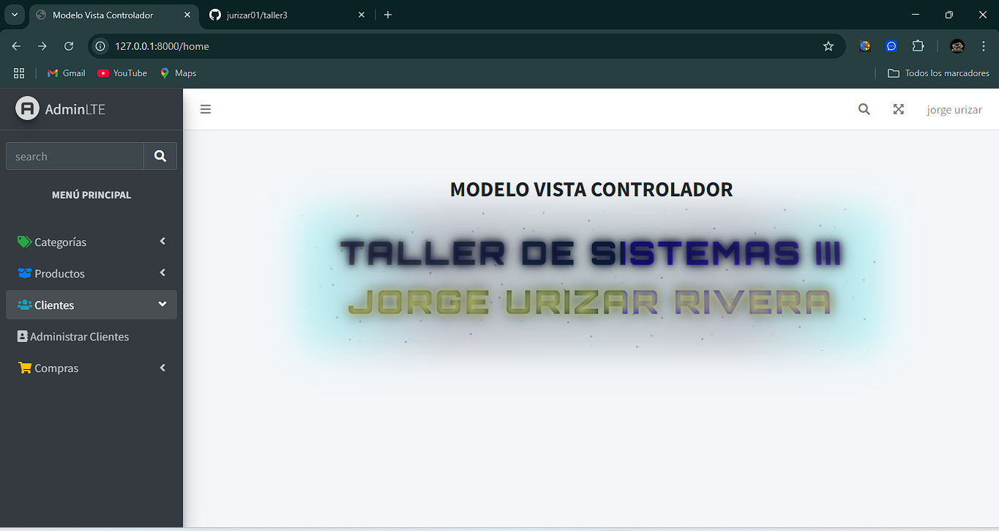 Modelo Vista Controlador
jurizar01/taller3
127.0.0.1:8000/home
Gmail
YouTube
Maps
Todos los marcadores
AdminLTE
jorge urizar
search
MENÚ PRINCIPAL
Categorías
Productos
Clientes
Administrar Clientes
Compras
MODELO VISTA CONTROLADOR
TALLER DE SISTEMAS III
JORGE URIZAR RIVERA